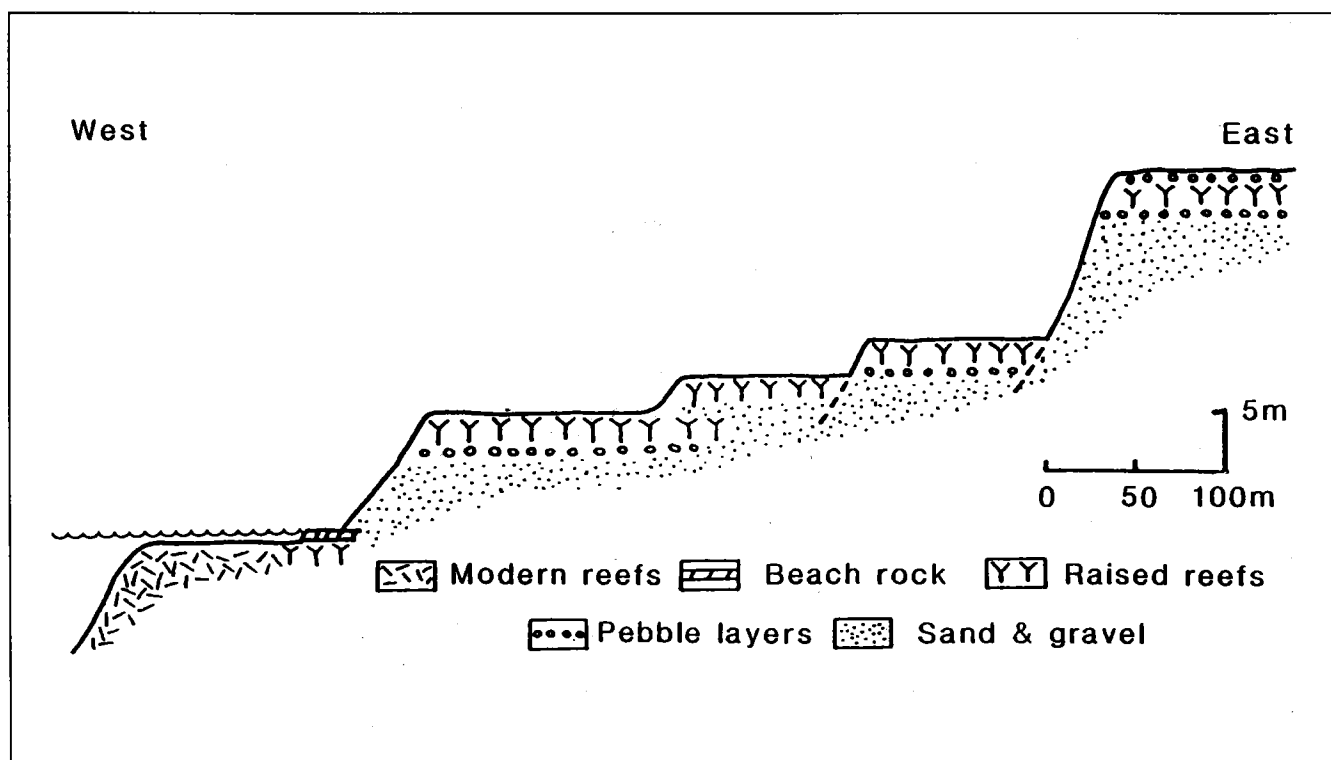 West
East
5m
0 50 100m
Modern reefs Beach rock Raised reefs
Pebble layers Sand & gravel